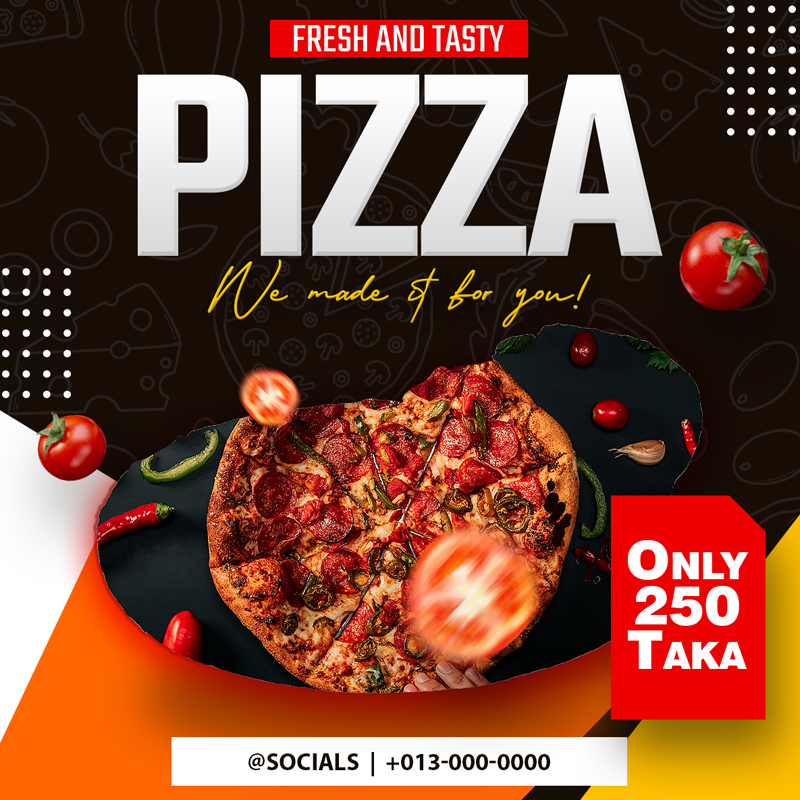 FRESH AND TASTY
PIZZA
We made it for you!
ONLY
250
TAKA
@SOCIALS | +013-000-0000